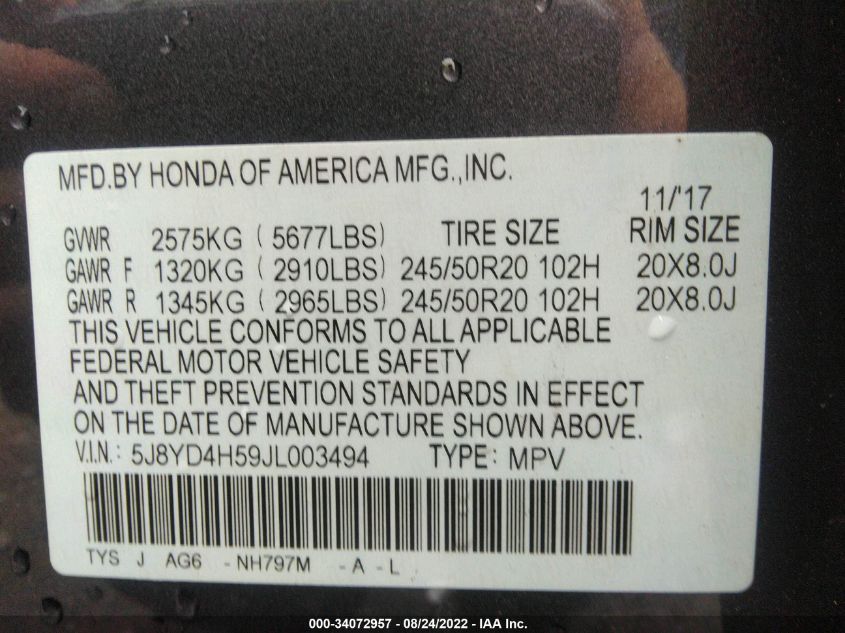 MFD.BY HONDA OF AMERICA MFG.,INC.
11/'17
GVWR 2575KG ( 5677LBS) TIRE SIZE RIM SIZE
GAWR F 1320KG ( 2910LBS) 245/50R20 102H 20X8.0J
GAWR R 1345KG ( 2965LBS) 245/50R20 102H 20X8.0J
THIS VEHICLE CONFORMS TO ALL APPLICABLE
FEDERAL MOTOR VEHICLE SAFETY
AND THEFT PREVENTION STANDARDS IN EFFECT
ON THE DATE OF MANUFACTURE SHOWN ABOVE.
V.I.N.: 5J8YD4H59JL003494 TYPE: MPV
TYS J AG6 - NH797M - A - L
000-34072957 - 08/24/2022 - IAA Inc.